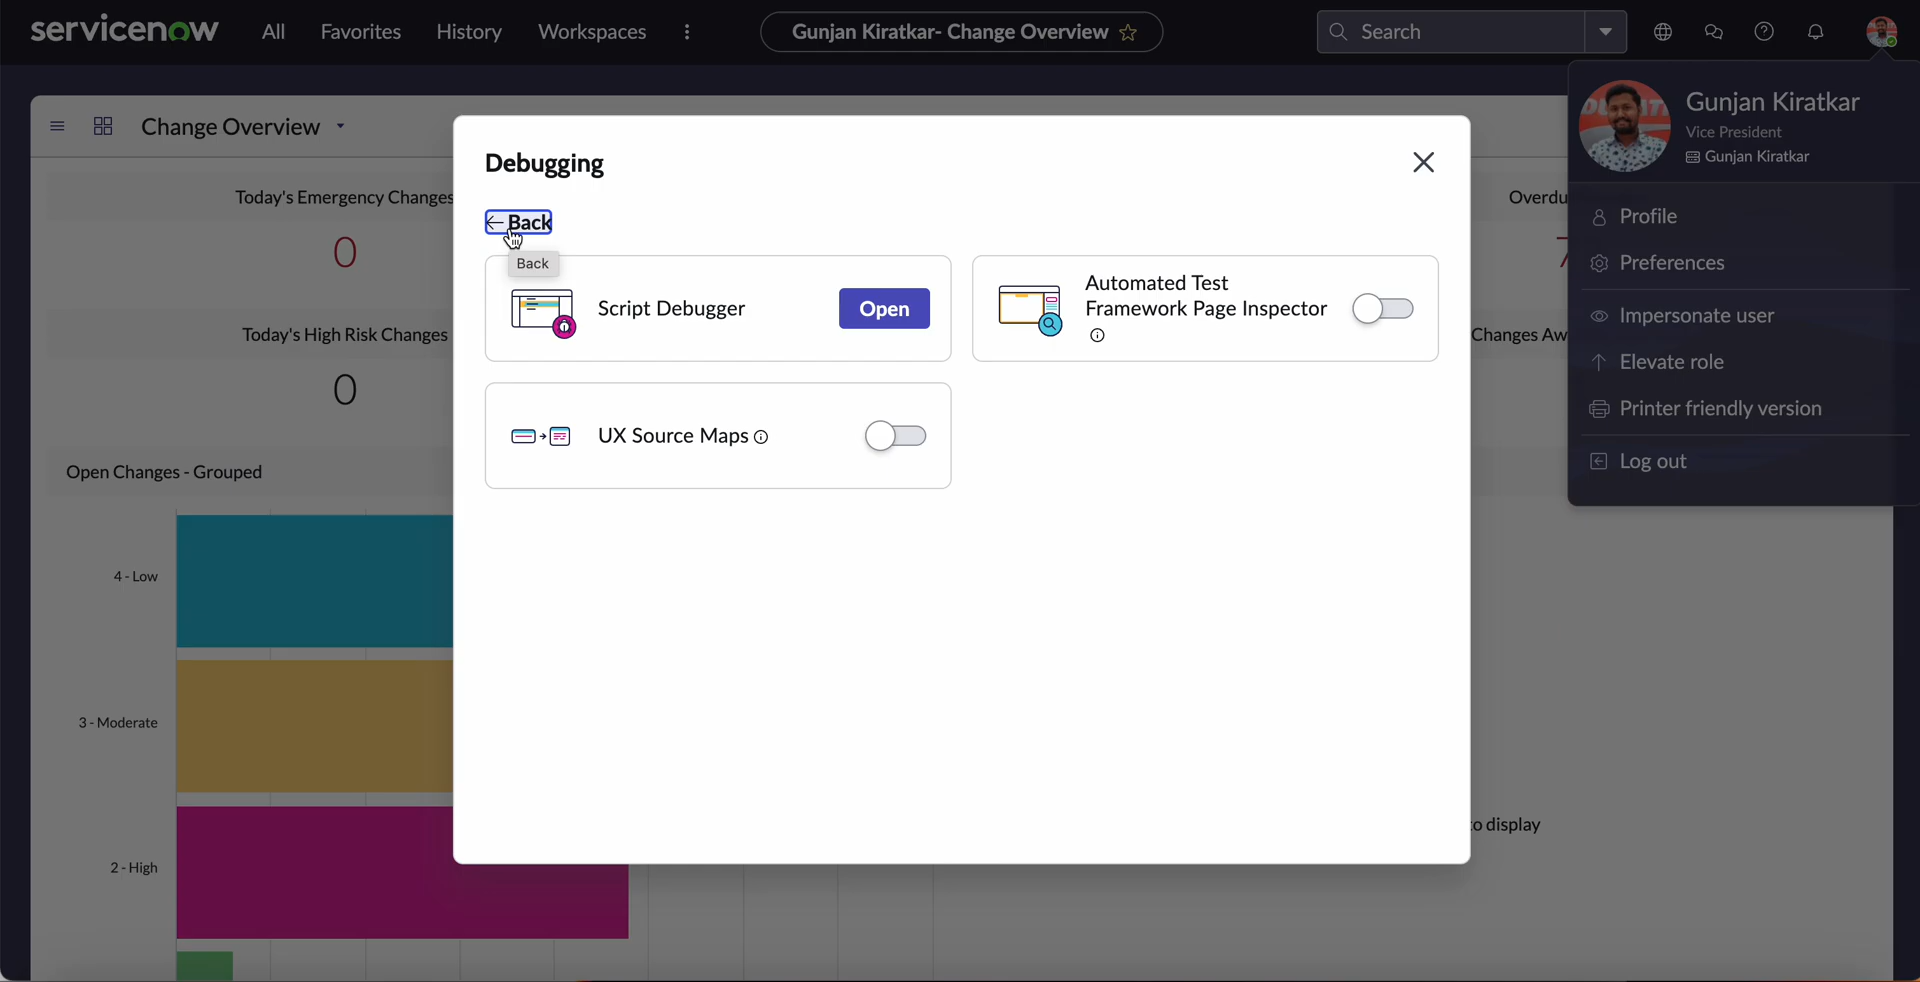 servicenow
All
Favorites
History
Workspaces
Gunjan Kiratkar- Change Overview
Search
Change Overview
Today's Emergency Changes
0
Today's High Risk Changes
0
Open Changes - Grouped
4 - Low
3 - Moderate
2 - High
Debugging
Back
Back
Script Debugger
Open
Automated Test
Framework Page Inspector
UX Source Maps
Overdu
Changes Aw
to display
Gunjan Kiratkar
Vice President
Gunjan Kiratkar
Profile
Preferences
Impersonate user
Elevate role
Printer friendly version
Log out